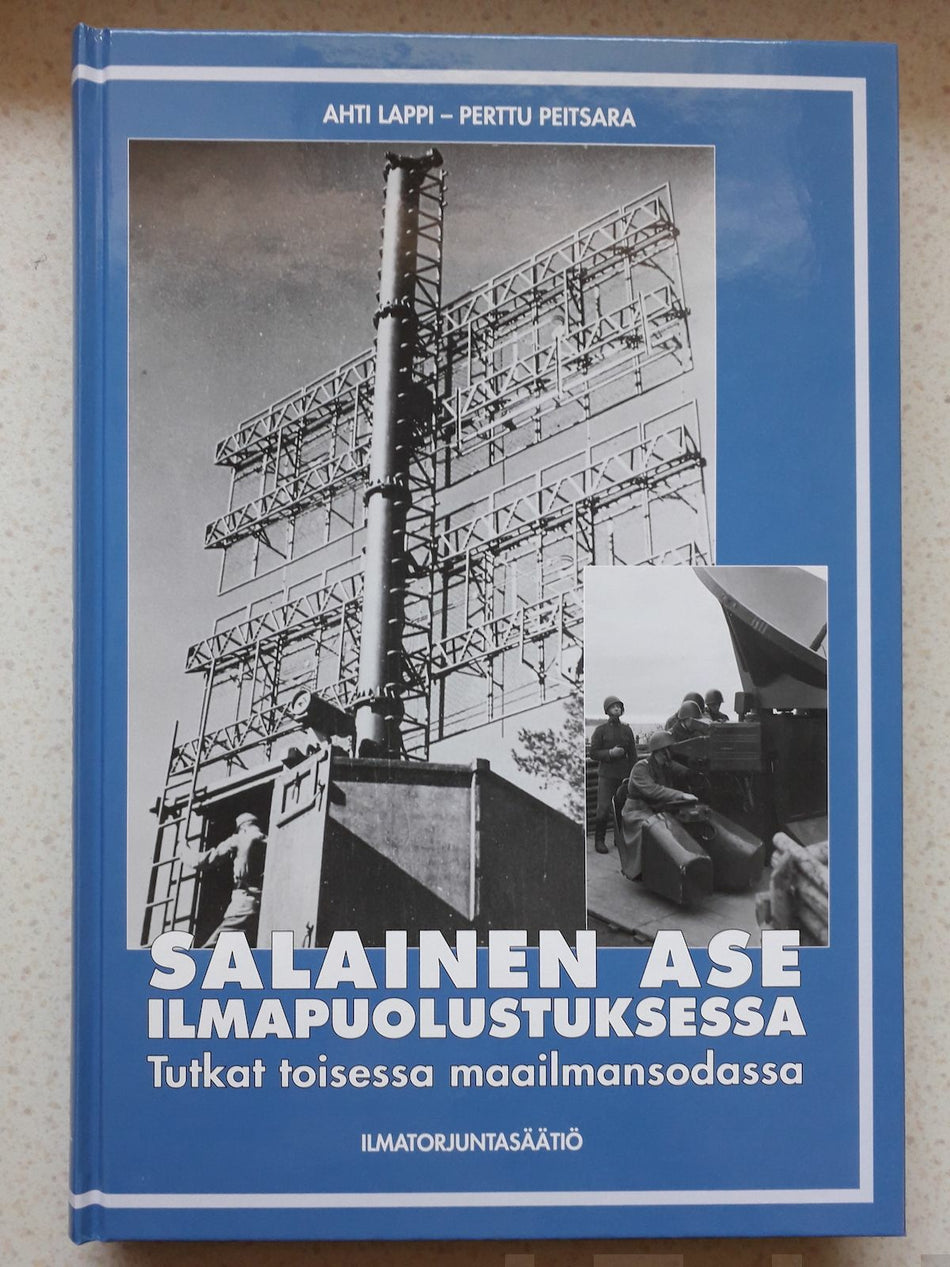 AHTI LAPPI – PERTTU PEITSARA
SALAINEN ASE
ILMAPUOLUSTUKSESSA
Tutkat toisessa maailmansodassa
ILMATORJUNTASÄÄTIÖ